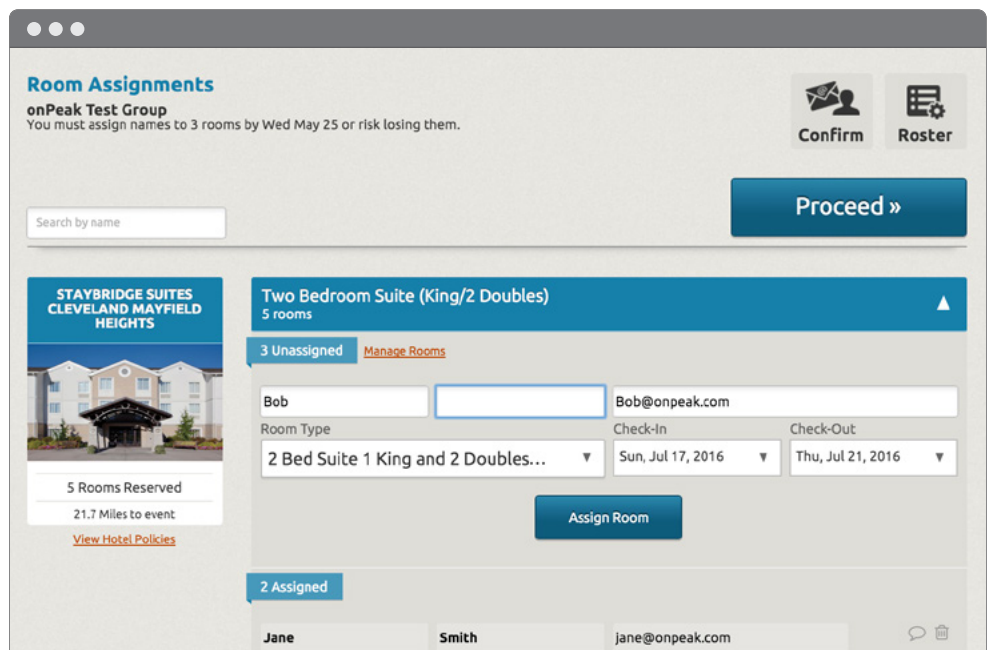 Room Assignments
onPeak Test Group
You must assign names to 3 rooms by Wed May 25 or risk losing them.
Confirm
Roster
Proceed »
Search by name
STAYBRIDGE SUITES
CLEVELAND MAYFIELD
HEIGHTS
5 Rooms Reserved
21.7 Miles to event
View Hotel Policies
Two Bedroom Suite (King/2 Doubles)
5 rooms
3 Unassigned Manage Rooms
Bob Bob@onpeak.com
Room Type Check-In Check-Out
2 Bed Suite 1 King and 2 Doubles... Sun, Jul 17, 2016 Thu, Jul 21, 2016
Assign Room
2 Assigned
Jane Smith jane@onpeak.com